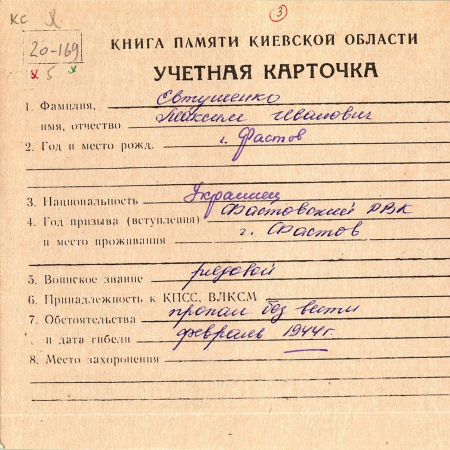 КС Я
3
20-169
х 5 х
КНИГА ПАМЯТИ КИЕВСКОЙ ОБЛАСТИ
УЧЕТНАЯ КАРТОЧКА
1. Фамилия, Євтушенко
имя, отчество Максим Иванович
2. Год и место рожд. г. Фастов
3. Национальность Украинец
4. Год призыва (вступления) Фастовский РВК
и место проживания г. Фастов
5. Воинское звание рядовой
6. Принадлежность к КПСС, ВЛКСМ
7. Обстоятельства пропал без вести
и дата гибели февраль 1944г.
8. Место захоронения